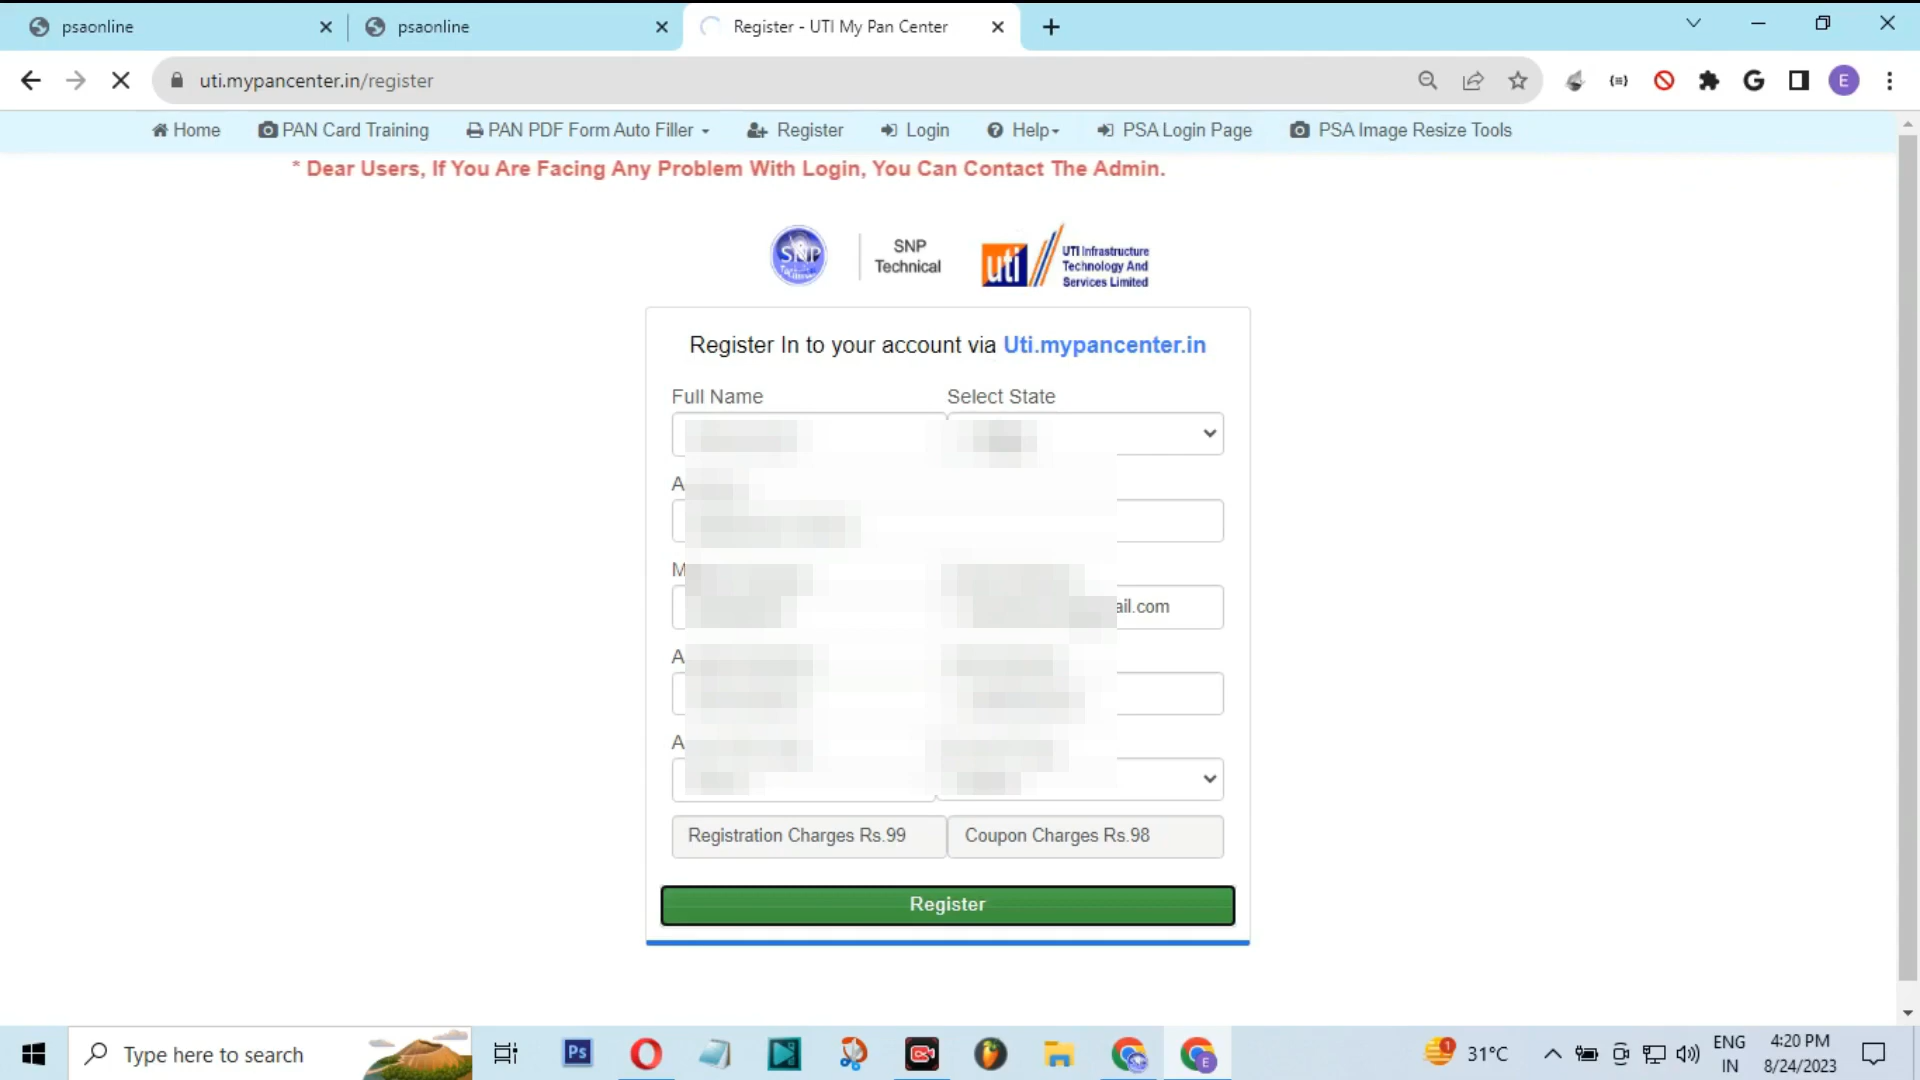 psaonline
psaonline
Register - UTI My Pan Center
uti.mypancenter.in/register
E
Home
PAN Card Training
PAN PDF Form Auto Filler
Register
Login
Help
PSA Login Page
PSA Image Resize Tools
* Dear Users, If You Are Facing Any Problem With Login, You Can Contact The Admin.
SNP
SNP
Technical
uti
UTI Infrastructure
Technology And
Services Limited
Register In to your account via Uti.mypancenter.in
Full Name
Select State
A
M
ail.com
A
A
Registration Charges Rs.99
Coupon Charges Rs.98
Register
Type here to search
Ps
E
1
31°C
ENG
IN
4:20 PM
8/24/2023